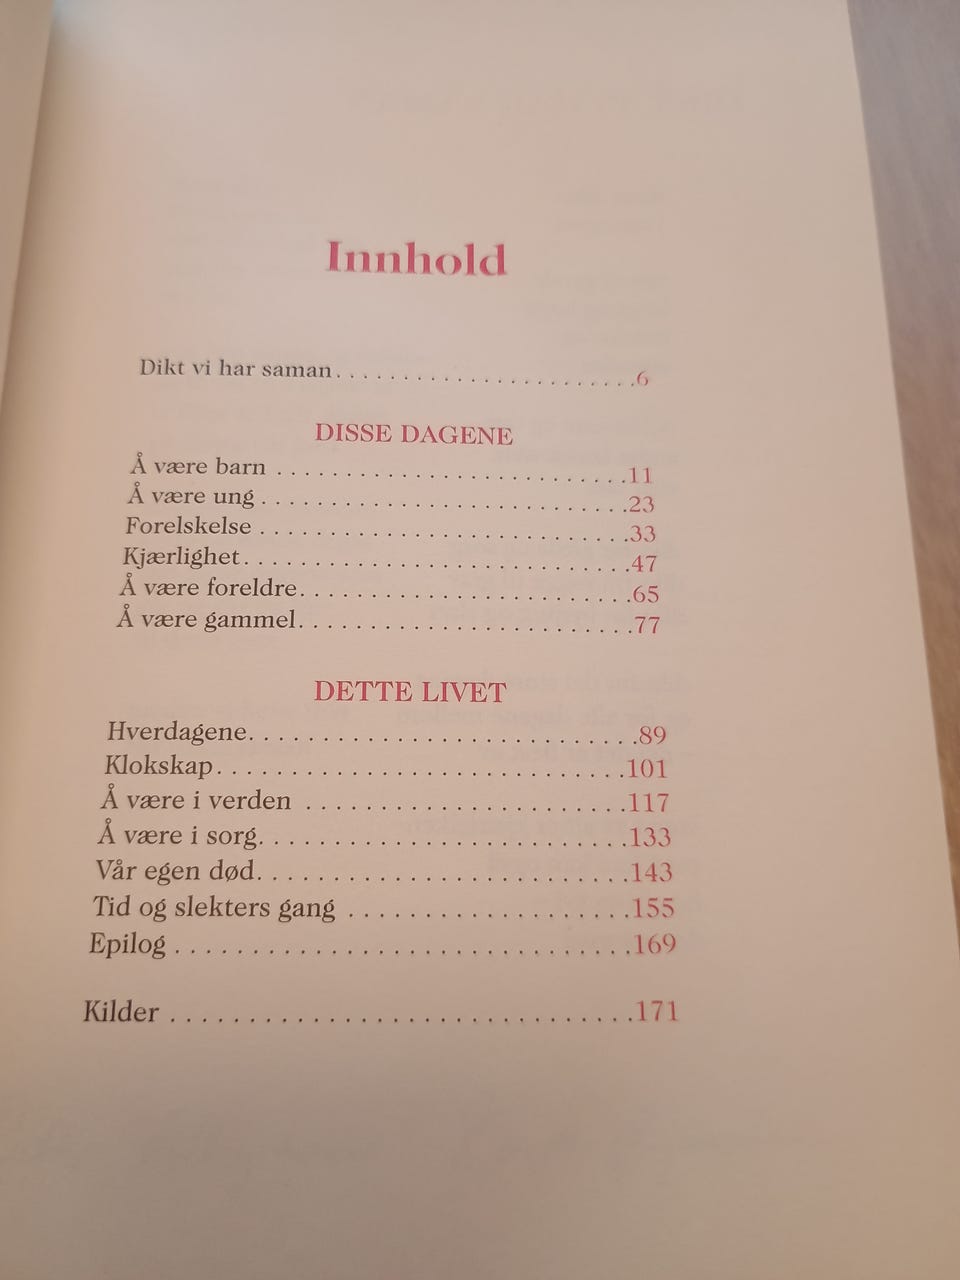 Innhold
Dikt vi har saman. . . . . . . . . . . . . . . . . . . . . . .6
DISSE DAGENE
Å være barn . . . . . . . . . . . . . . . . . . . . . . . . . .11
Å være ung . . . . . . . . . . . . . . . . . . . . . . . . . . .23
Forelskelse . . . . . . . . . . . . . . . . . . . . . . . . . . .33
Kjærlighet. . . . . . . . . . . . . . . . . . . . . . . . . . . . .47
Å være foreldre. . . . . . . . . . . . . . . . . . . . . . . . .65
Å være gammel. . . . . . . . . . . . . . . . . . . . . . . . .77
DETTE LIVET
Hverdagene. . . . . . . . . . . . . . . . . . . . . . . . . . . .89
Klokskap. . . . . . . . . . . . . . . . . . . . . . . . . . . . .101
Å være i verden . . . . . . . . . . . . . . . . . . . . . . .117
Å være i sorg. . . . . . . . . . . . . . . . . . . . . . . . . .133
Vår egen død. . . . . . . . . . . . . . . . . . . . . . . . . .143
Tid og slekters gang . . . . . . . . . . . . . . . . . . . .155
Epilog . . . . . . . . . . . . . . . . . . . . . . . . . . . . . . .169
Kilder . . . . . . . . . . . . . . . . . . . . . . . . . . . . . .171